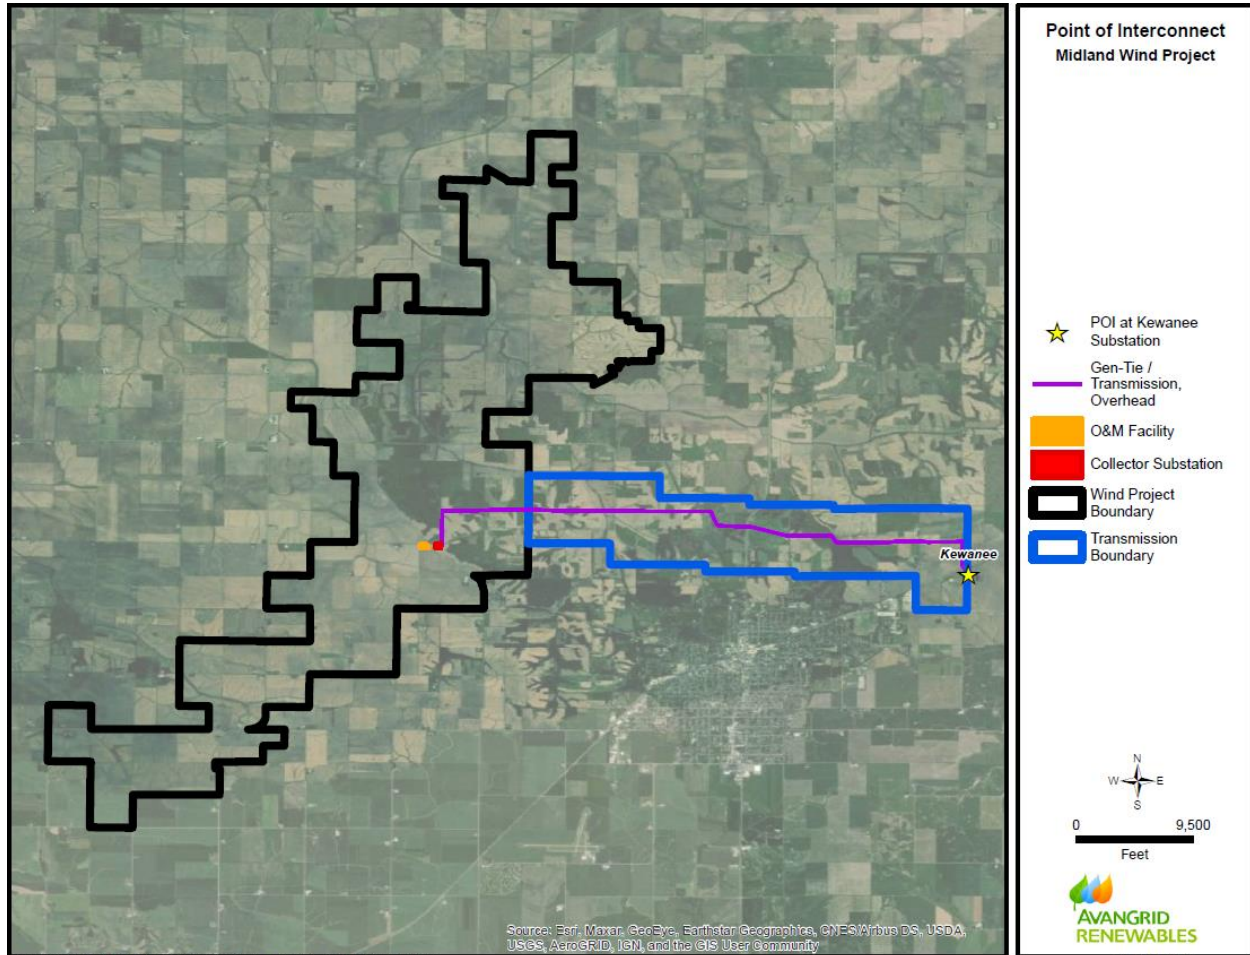 Point of Interconnect
Midland Wind Project
POI at Kewanee
Substation
Gen-Tie /
Transmission,
Overhead
O&M Facility
Collector Substation
Wind Project
Boundary
Transmission
Boundary
Kewanee
N
W E
S
0 9,500
Feet
AVANGRID
RENEWABLES
Source: Esri, Maxar, GeoEye, Earthstar Geographics, CNES/Airbus DS, USDA,
USGS, AeroGRID, IGN, and the GIS User Community